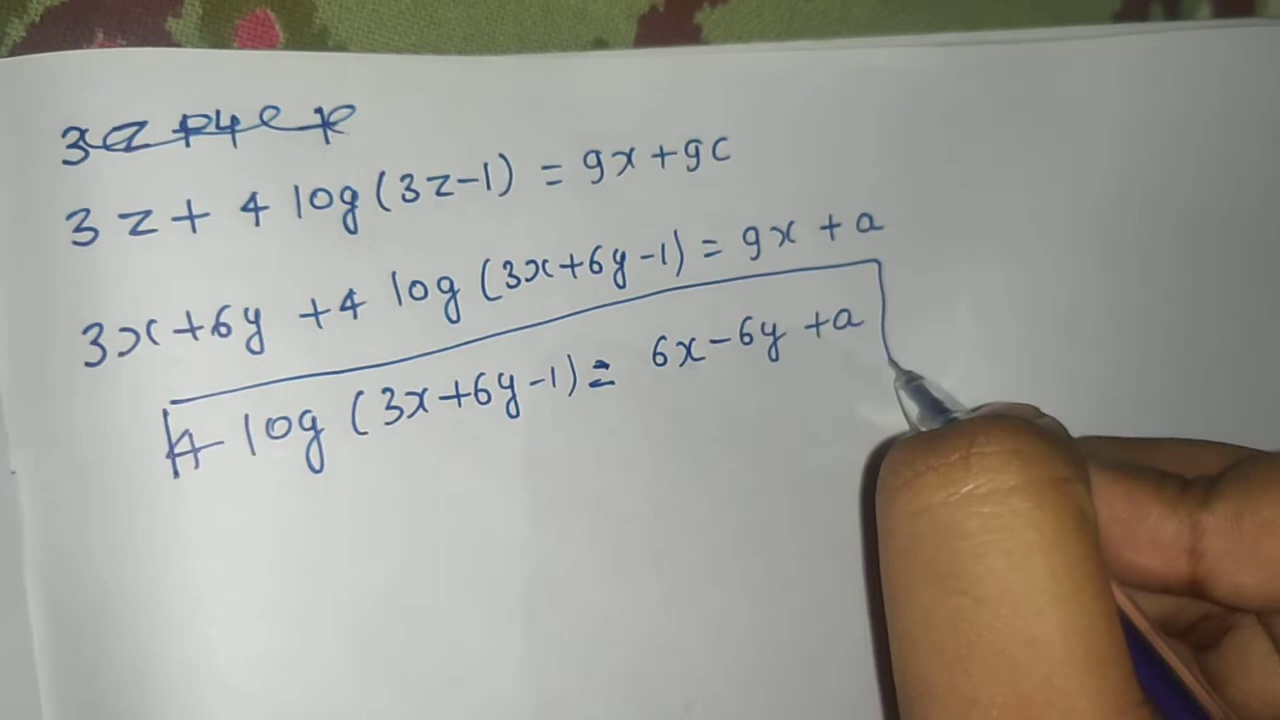 3z + 4 log(3z-1) = 9x+9c
3x+6y +4 log (3x+6y-1) = 9x + a
4 log (3x+6y-1) = 6x-6y +a